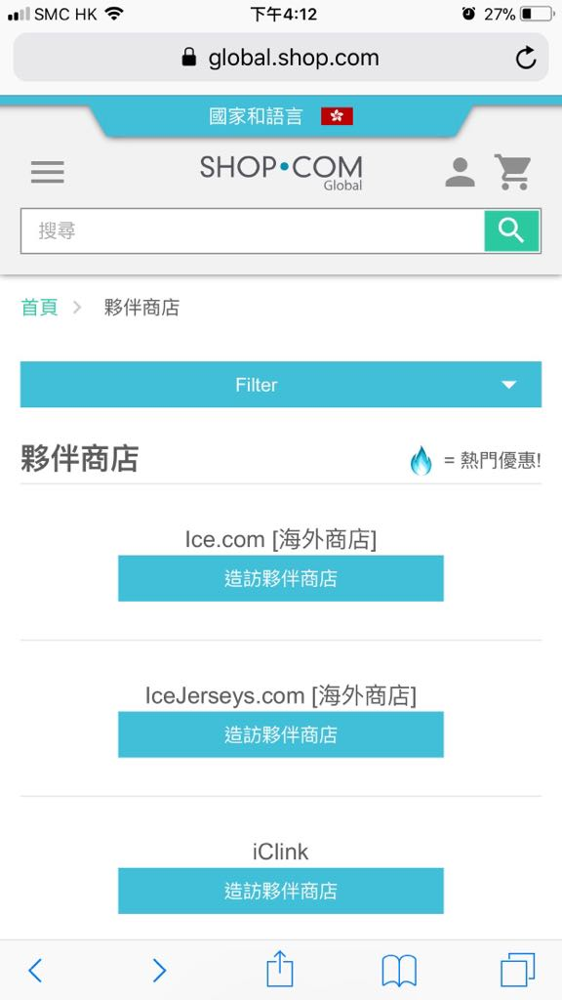 SMC HK 下午4:12 27%
global.shop.com
國家和語言
SHOP•COM
Global
搜尋
首頁 > 夥伴商店
Filter
夥伴商店 = 熱門優惠!
Ice.com [海外商店]
造訪夥伴商店
IceJerseys.com [海外商店]
造訪夥伴商店
iClink
造訪夥伴商店